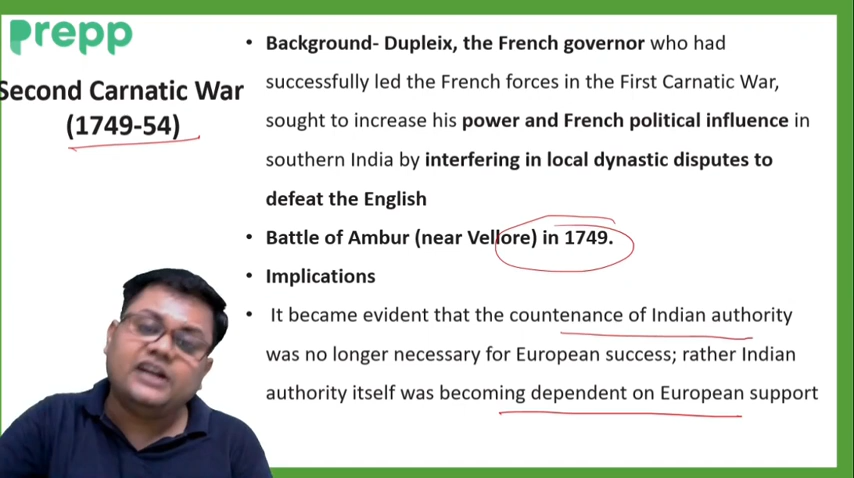 prepp
Second Carnatic War
(1749-54)
• Background- Dupleix, the French governor who had
successfully led the French forces in the First Carnatic War,
sought to increase his power and French political influence in
southern India by interfering in local dynastic disputes to
defeat the English
• Battle of Ambur (near Vellore) in 1749.
• Implications
• It became evident that the countenance of Indian authority
was no longer necessary for European success; rather Indian
authority itself was becoming dependent on European support